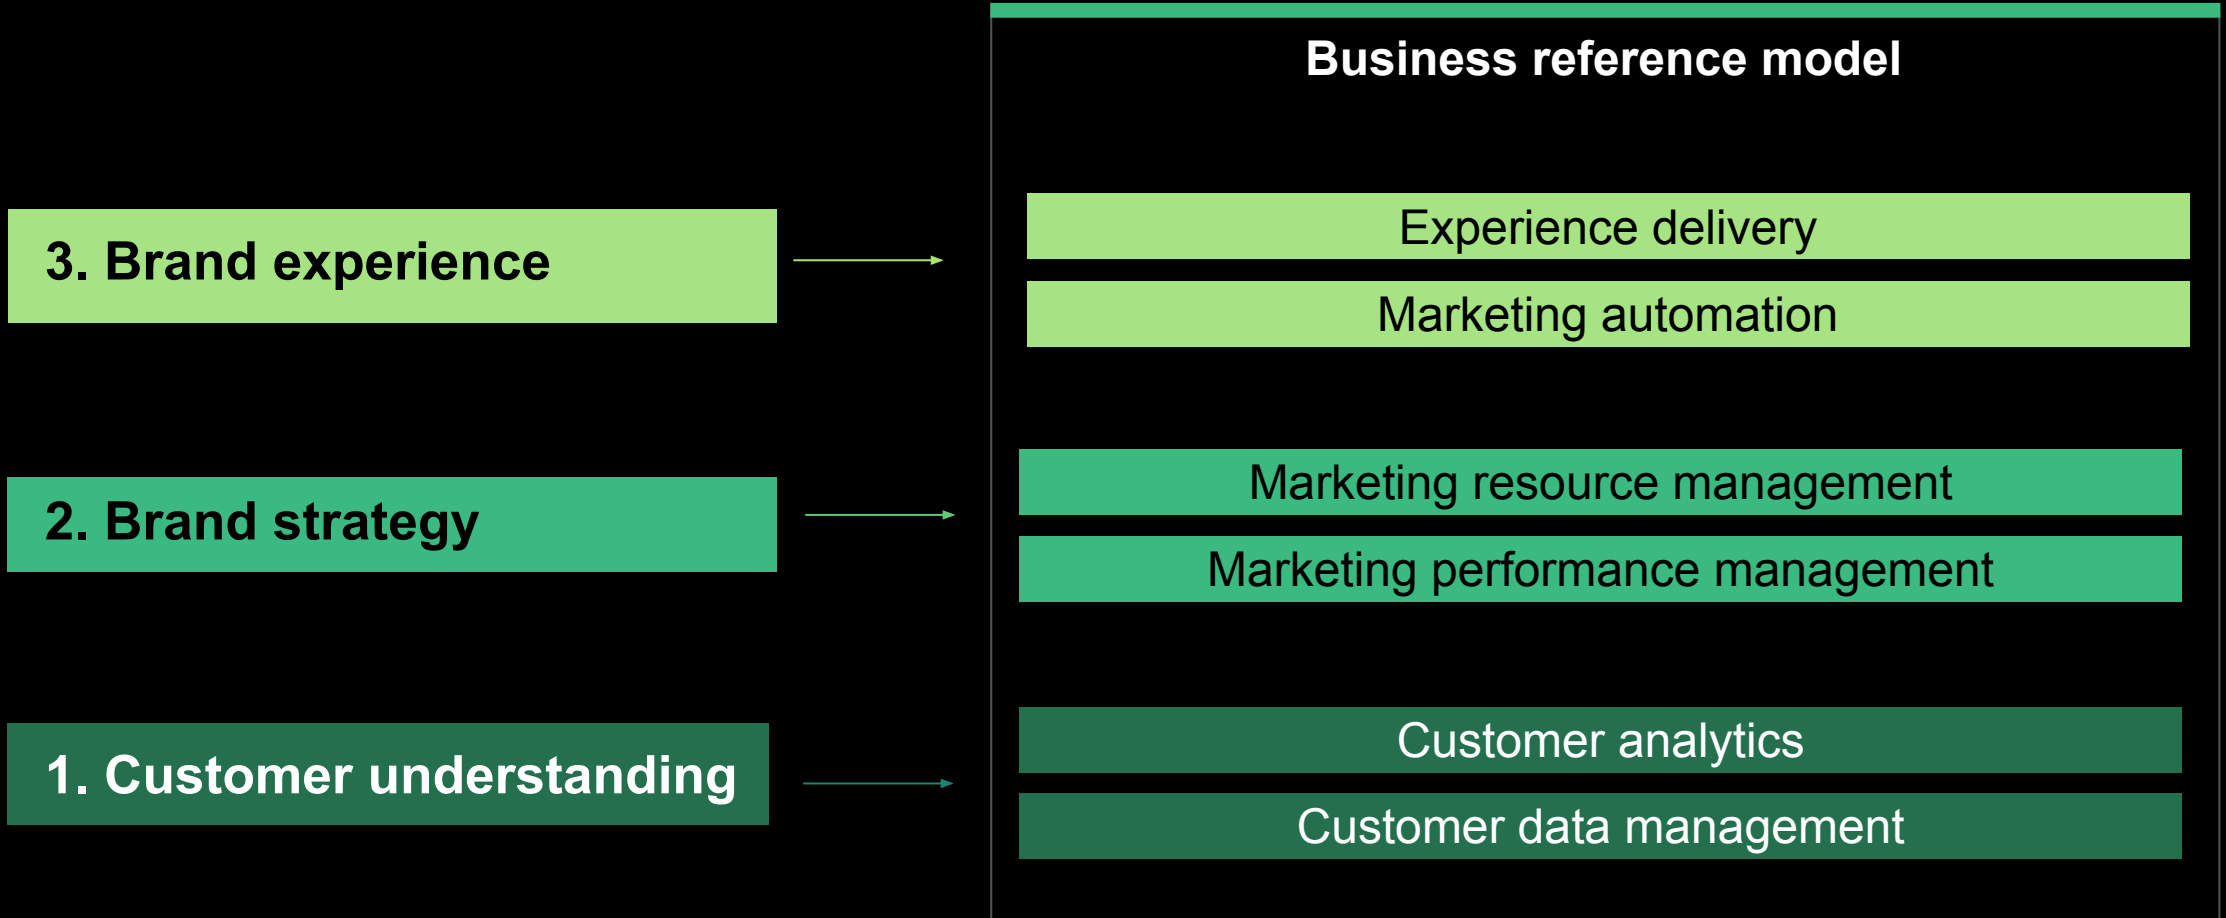 Business reference model
3. Brand experience
Experience delivery
Marketing automation
2. Brand strategy
Marketing resource management
Marketing performance management
1. Customer understanding
Customer analytics
Customer data management